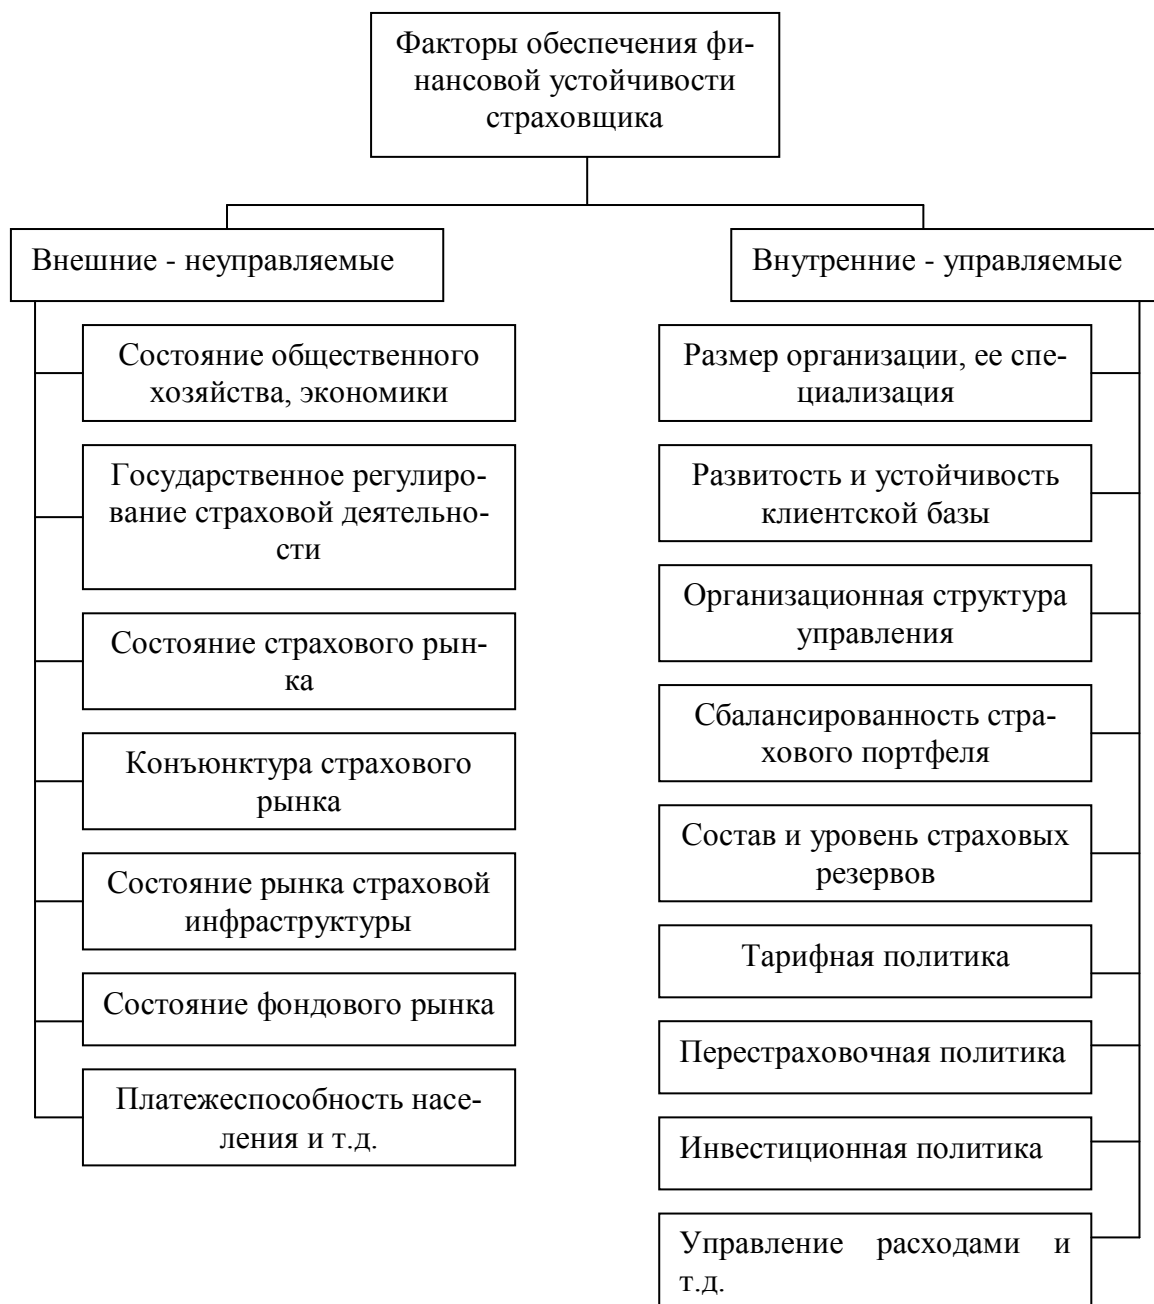 Факторы обеспечения фи-
нансовой устойчивости
страховщика
Внешние - неуправляемые
Состояние общественного
хозяйства, экономики
Государственное регулиро-
вание страховой деятельно-
сти
Состояние страхового рын-
ка
Конъюнктура страхового
рынка
Состояние рынка страховой
инфраструктуры
Состояние фондового рынка
Платежеспособность насе-
ления и т.д.
Внутренние - управляемые
Размер организации, ее спе-
циализация
Развитость и устойчивость
клиентской базы
Организационная структура
управления
Сбалансированность стра-
хового портфеля
Состав и уровень страховых
резервов
Тарифная политика
Перестраховочная политика
Инвестиционная политика
Управление расходами и
т.д.